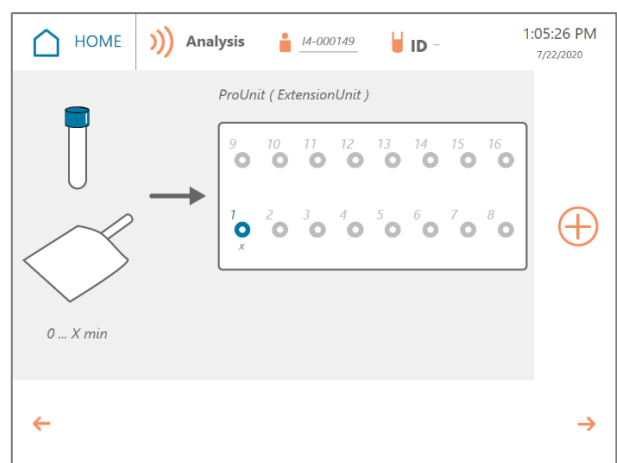 HOME
Analysis
I4-000149
ID -
1:05:26 PM
7/22/2020
ProUnit ( ExtensionUnit )
9 10 11 12 13 14 15 16
1 2 3 4 5 6 7 8
x
0 ... X min